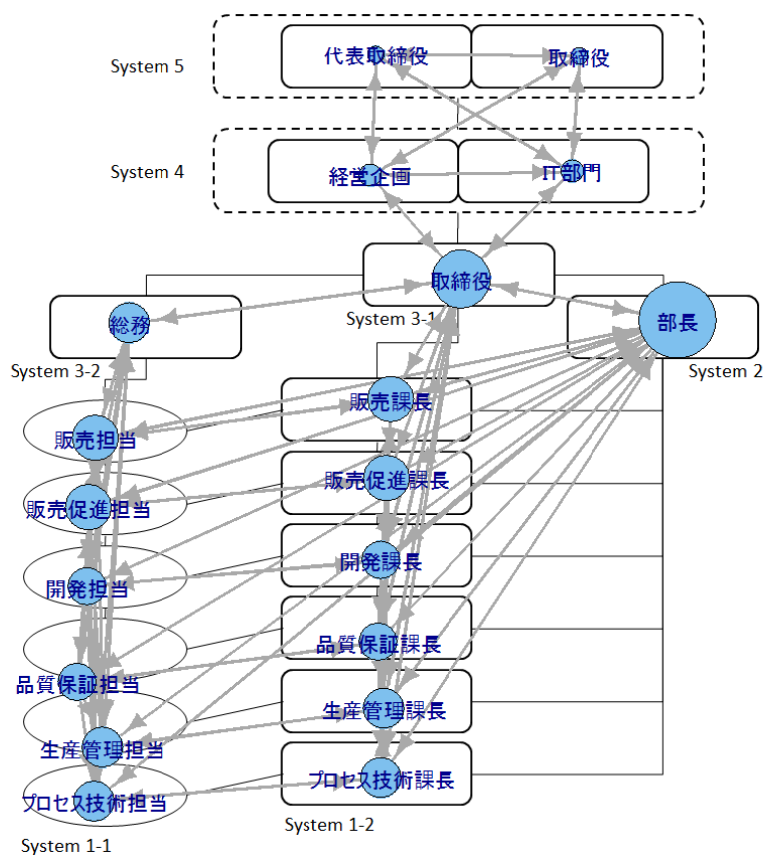 System 5
代表取締役
取締役
System 4
経営企画
IT部門
取締役
総務
System 3-1
部長
System 3-2
System 2
販売課長
販売担当
販売促進課長
販売促進担当
開発課長
開発担当
品質保証課長
品質保証担当
生産管理課長
生産管理担当
プロセス技術課長
プロセス技術担当
System 1-2
System 1-1